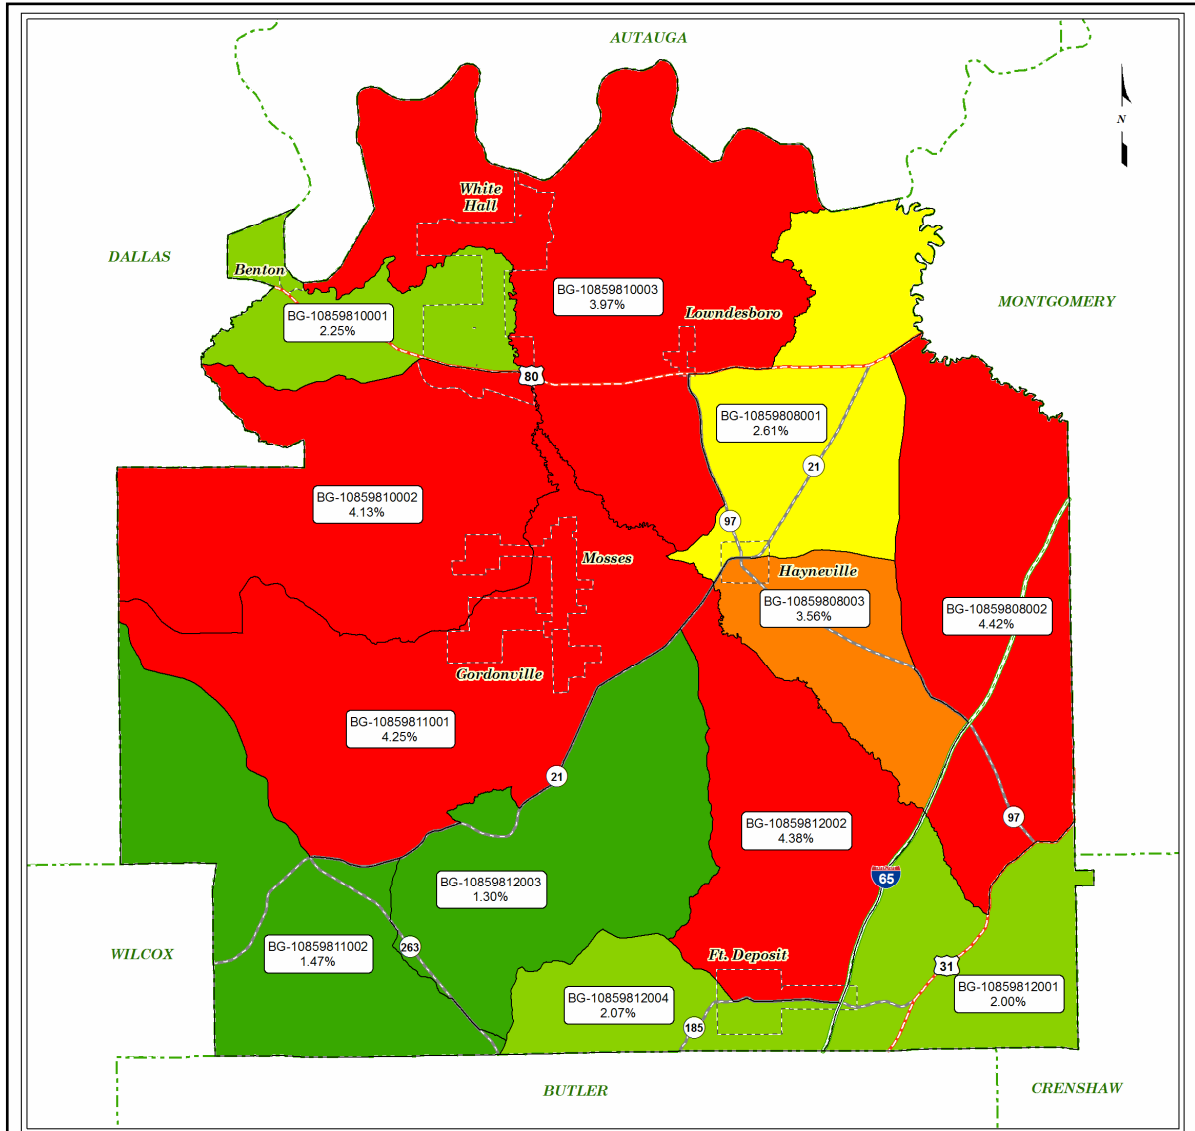 AUTAUGA
N
White
Hall
DALLAS
Benton
MONTGOMERY
BG-10859810003
3.97%
Lowndesboro
BG-10859810001
2.25%
80
BG-10859808001
2.61%
21
BG-10859810002
4.13%
97
Mosses
Hayneville
BG-10859808003
3.56%
BG-10859808002
4.42%
Gordonville
BG-10859811001
4.25%
21
97
BG-10859812002
4.38%
65
BG-10859812003
1.30%
WILCOX
BG-10859811002
1.47%
263
Ft. Deposit
31
BG-10859812004
2.07%
BG-10859812001
2.00%
185
BUTLER
CRENSHAW